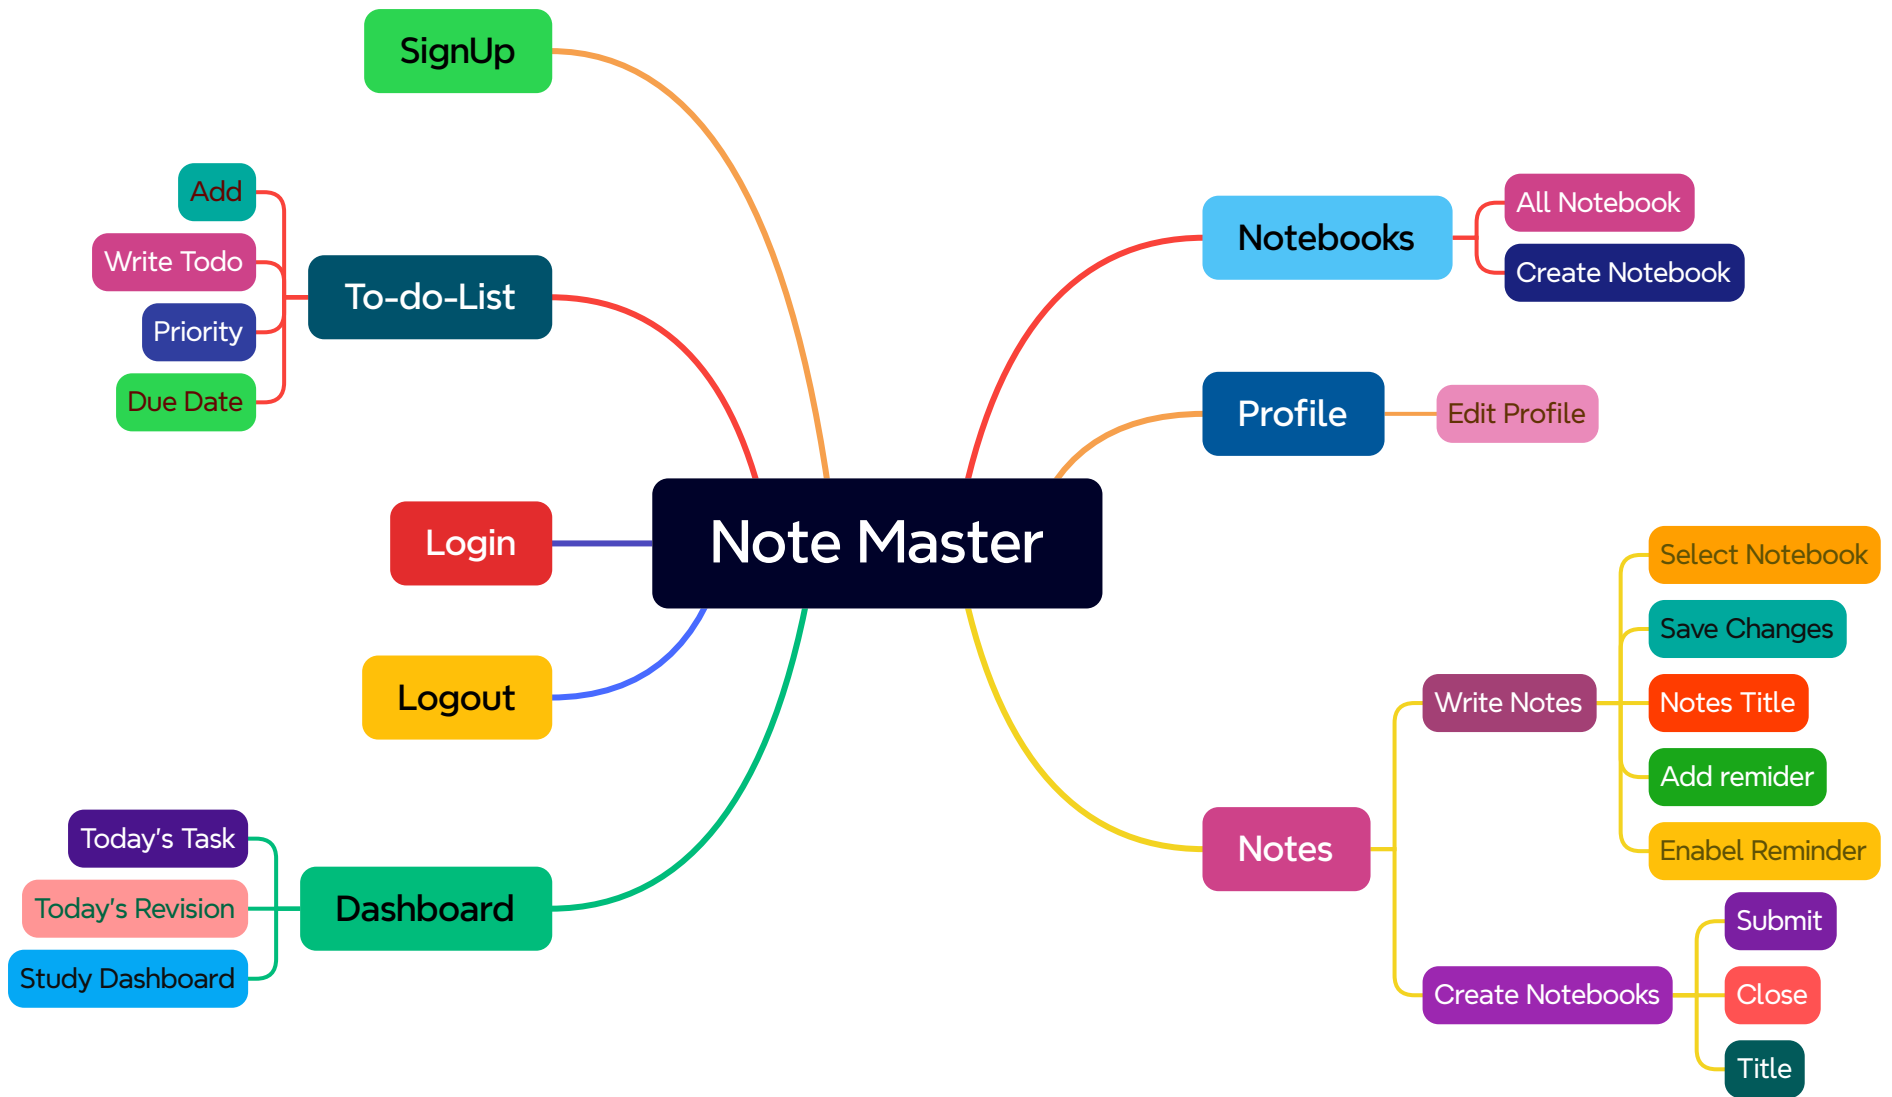 SignUp
Add
Write Todo
Priority
Due Date
To-do-List
Login
Logout
Today's Task
Today's Revision
Study Dashboard
Dashboard
Note Master
Notebooks
All Notebook
Create Notebook
Profile
Edit Profile
Notes
Write Notes
Select Notebook
Save Changes
Notes Title
Add remider
Enabel Reminder
Create Notebooks
Submit
Close
Title